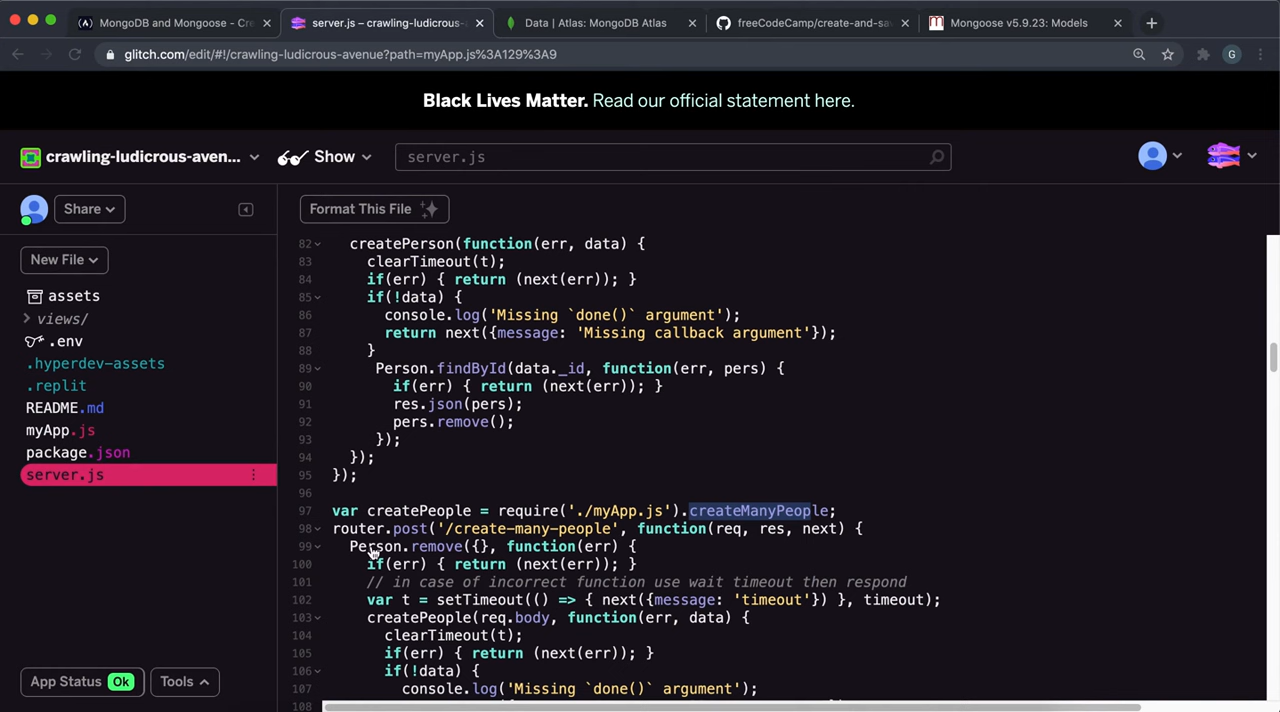 MongoDB and Mongoose - Cre
server.js – crawling-ludicrous-
Data | Atlas: MongoDB Atlas
freeCodeCamp/create-and-sa
Mongoose v5.9.23: Models
glitch.com/edit/#!/crawling-ludicrous-avenue?path=myApp.js%3A129%3A9
G
Black Lives Matter. Read our official statement here.
crawling-ludicrous-aven...
Show
server.js
Share
Format This File
New File
assets
views/
.env
.hyperdev-assets
.replit
README.md
myApp.js
package.json
server.js
App Status Ok
Tools
82 createPerson(function(err, data) {
83 clearTimeout(t);
84 if(err) { return (next(err)); }
85 if(!data) {
86 console.log('Missing `done()` argument');
87 return next({message: 'Missing callback argument'});
88 }
89 Person.findById(data._id, function(err, pers) {
90 if(err) { return (next(err)); }
91 res.json(pers);
92 pers.remove();
93 });
94 });
95 });
96
97 var createPeople = require('./myApp.js').createManyPeople;
98 router.post('/create-many-people', function(req, res, next) {
99 Person.remove({}, function(err) {
100 if(err) { return (next(err)); }
101 // in case of incorrect function use wait timeout then respond
102 var t = setTimeout(() => { next({message: 'timeout'}) }, timeout);
103 createPeople(req.body, function(err, data) {
104 clearTimeout(t);
105 if(err) { return (next(err)); }
106 if(!data) {
107 console.log('Missing `done()` argument');
108